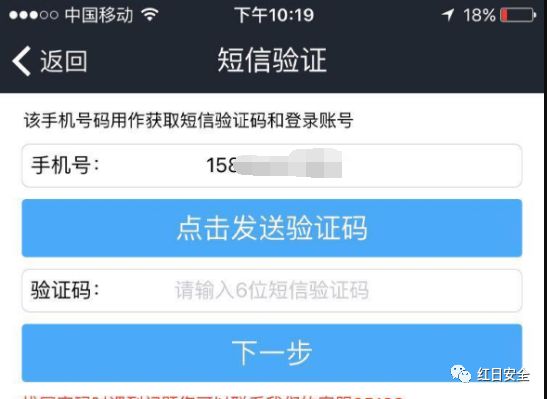 中国移动 下午10:19 18%
返回 短信验证
该手机号码用作获取短信验证码和登录账号
手机号: 158
点击发送验证码
验证码: 请输入6位短信验证码
下一步
红日安全